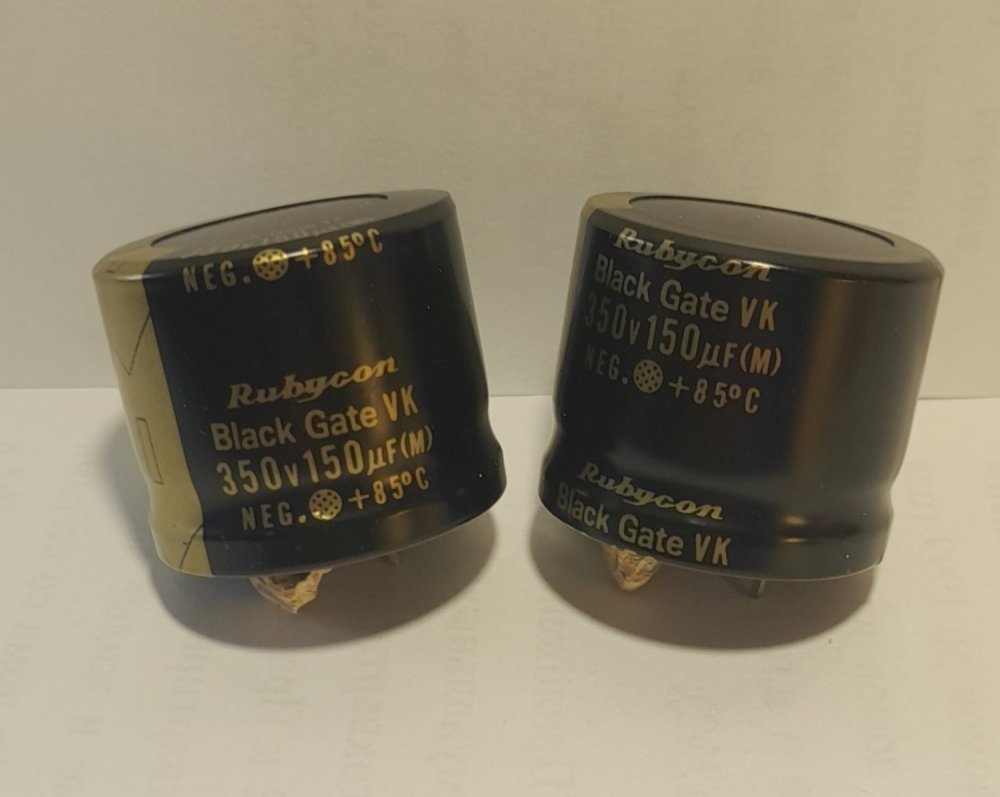 NEG. +85°C
Rubycon
Black Gate VK
350v150µF(M)
NEG. +85°C
Rubycon
Black Gate VK
350v150µF(M)
NEG. +85°C
Rubycon
Black Gate VK